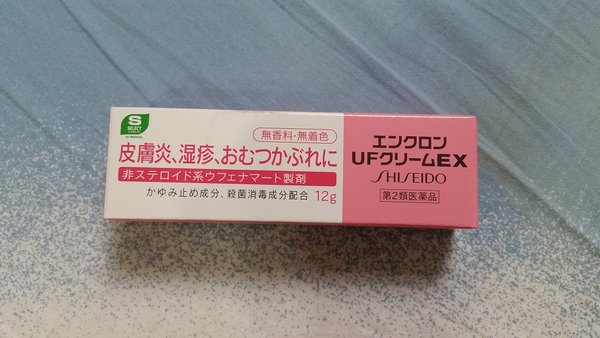 S
SELECT
無香料・無着色
皮膚炎、湿疹、おむつかぶれに
非ステロイド系ウフェナマート製剤
かゆみ止め成分、殺菌消毒成分配合 12g
エンクロン
UFクリームEX
SHISEIDO
第2類医薬品